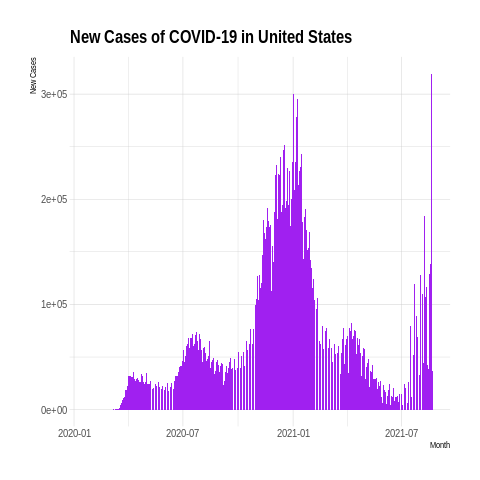 New Cases of COVID-19 in United States
New Cases
3e+05
2e+05
1e+05
0e+00
2020-01 2020-07 2021-01 2021-07
Month